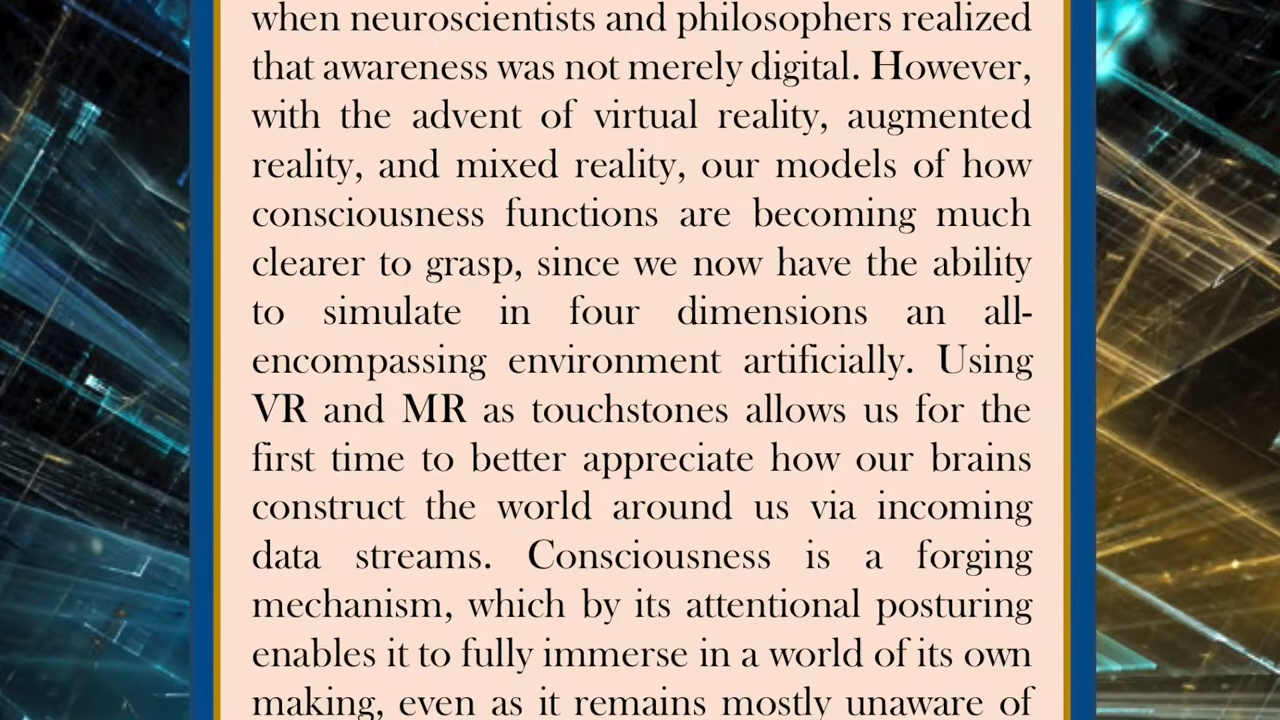 when neuroscientists and philosophers realized
that awareness was not merely digital. However,
with the advent of virtual reality, augmented
reality, and mixed reality, our models of how
consciousness functions are becoming much
clearer to grasp, since we now have the ability
to simulate in four dimensions an all-
encompassing environment artificially. Using
VR and MR as touchstones allows us for the
first time to better appreciate how our brains
construct the world around us via incoming
data streams. Consciousness is a forging
mechanism, which by its attentional posturing
enables it to fully immerse in a world of its own
making, even as it remains mostly unaware of